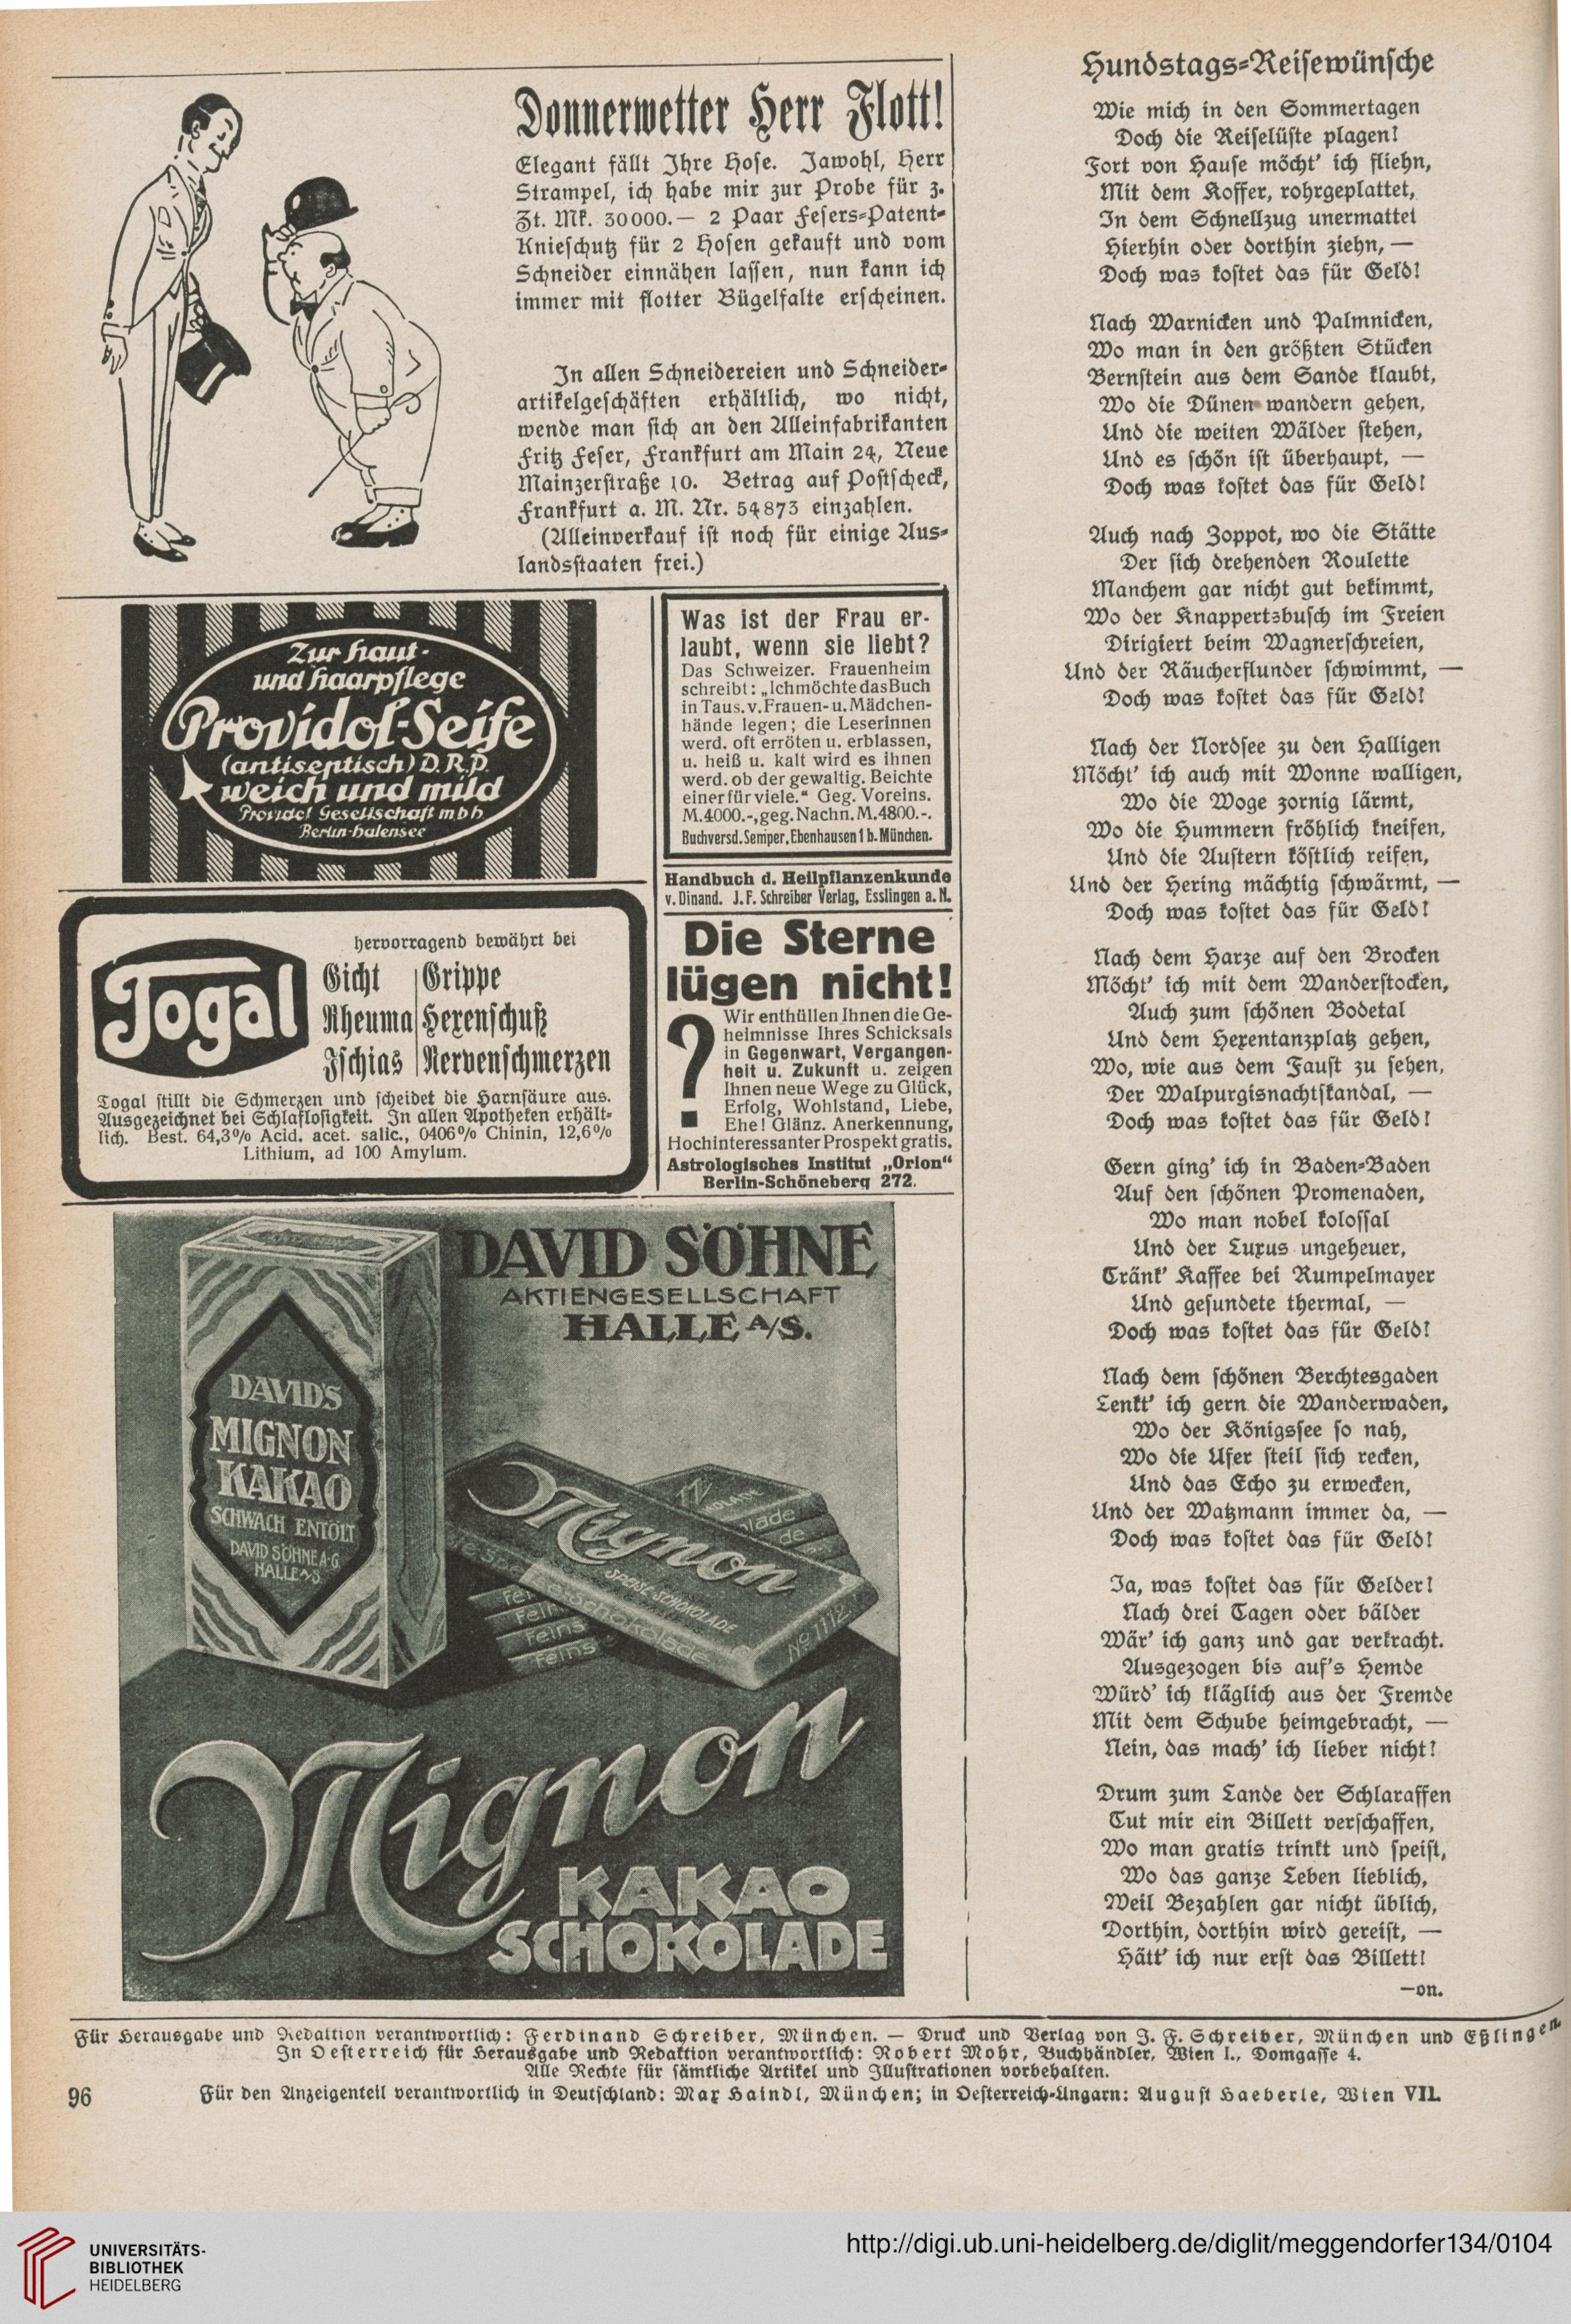 Donnerwetter Herr Flott!
Elegant fällt Ihre Hose. Jawohl, Herr
Strampel, ich habe mir zur Probe für z.
Zt. Mk. 30000.— 2 Paar Fesers-Patent-
Knieschutz für 2 Hosen gekauft und vom
Schneider einnähen lassen, nun kann ich
immer mit flotter Bügelfalte erscheinen.
In allen Schneidereien und Schneider-
artikelgeschäften erhältlich, wo nicht,
wende man sich an den Alleinfabrikanten
Fritz Feser, Frankfurt am Main 24, Neue
Mainzerstraße 10. Betrag auf Postscheck,
Frankfurt a. M. Nr. 54873 einzahlen.
(Alleinverkauf ist noch für einige Aus-
landsstaaten frei.)
Zur Haut-
und Haarpflege
Providol-Seife
(antiseptisch) D.R.P.
weich und mild
Providol Gesellschaft m.b.h.
Berlin-Halensee
Was ist der Frau er-
laubt, wenn sie liebt?
Das Schweizer. Frauenheim
schreibt: „Ich möchte das Buch
in Taus. v. Frauen- u. Mädchen-
hände legen; die Leserinnen
werd. oft erröten u. erblassen,
u. heiß u. kalt wird es ihnen
werd. ob der gewaltig. Beichte
einer für viele.“ Geg. Voreins.
M.4000.-, geg. Nachn. M.4800.-.
Buchversd. Semper, Ebenhausen 1 b. München.
Handbuch d. Heilpflanzenkunde
v. Dinand. J. F. Schreiber Verlag, Esslingen a. N.
Togal
hervorragend bewährt bei
Gicht Grippe
Rheuma Hexenschuß
Ischias Nervenschmerzen
Togal stillt die Schmerzen und scheidet die Harnsäure aus.
Ausgezeichnet bei Schlaflosigkeit. In allen Apotheken erhält-
lich. Best. 64,3% Acid. acet. salic., 0406% Chinin, 12,6%
Lithium, ad 100 Amylum.
Die Sterne
lügen nicht!
?
Wir enthüllen Ihnen die Ge-
heimnisse Ihres Schicksals
in Gegenwart, Vergangen-
heit u. Zukunft u. zeigen
Ihnen neue Wege zu Glück,
Erfolg, Wohlstand, Liebe,
Ehe! Glänz. Anerkennung,
Hochinteressanter Prospekt gratis.
Astrologisches Institut „Orion“
Berlin-Schöneberg 272.
DAVID SÖHNE
AKTIENGESELLSCHAFT
HALLE A/S.
DAVID'S
MIGNON
KAKAO
SCHWACH ENTÖLT
DAVID SÖHNE A-G
HALLE A/S
Mignon
SPEISE SCHOKOLADE
No 1112
Mignon
KAKAO
SCHOKOLADE
Hundstags-Reisewünsche
Wie mich in den Sommertagen
Doch die Reiselüste plagen!
Fort von Hause möcht' ich fliehn,
Mit dem Koffer, rohrgeplattet,
In dem Schnellzug unermattet
Hierhin oder dorthin ziehn, —
Doch was kostet das für Geld!
Nach Warnicken und Palmnicken,
Wo man in den größten Stücken
Bernstein aus dem Sande klaubt,
Wo die Dünen wandern gehen,
Und die weiten Wälder stehen,
Und es schön ist überhaupt, —
Doch was kostet das für Geld!
Auch nach Zoppot, wo die Stätte
Der sich drehenden Roulette
Manchem gar nicht gut bekimmt,
Wo der Knappertsbusch im Freien
Dirigiert beim Wagnerschreien,
Und der Räucherflunder schwimmt, —
Doch was kostet das für Geld!
Nach der Nordsee zu den Halligen
Möcht' ich auch mit Wonne walligen,
Wo die Woge zornig lärmt,
Wo die Hummern fröhlich kneifen,
Und die Austern köstlich reifen,
Und der Hering mächtig schwärmt, —
Doch was kostet das für Geld!
Nach dem Harze auf den Brocken
Möcht' ich mit dem Wanderstocken,
Auch zum schönen Bodetal
Und dem Hexentanzplatz gehen,
Wo, wie aus dem Faust zu sehen,
Der Walpurgisnachtskandal, —
Doch was kostet das für Geld!
Gern ging' ich in Baden-Baden
Auf den schönen Promenaden,
Wo man nobel kolossal
Und der Luxus ungeheuer,
Tränk' Kaffee bei Rumpelmayer
Und gesundete thermal, —
Doch was kostet das für Geld!
Nach dem schönen Berchtesgaden
Lenkt' ich gern die Wanderwaden,
Wo der Königssee so nah,
Wo die Ufer steil sich recken,
Und das Echo zu erwecken,
Und der Watzmann immer da, —
Doch was kostet das für Geld!
Ja, was kostet das für Gelder!
Nach drei Tagen oder bälder
Wär' ich ganz und gar verkracht.
Ausgezogen bis auf's Hemde
Würd' ich kläglich aus der Fremde
Mit dem Schube heimgebracht, —
Nein, das mach' ich lieber nicht!
Drum zum Lande der Schlaraffen
Tut mir ein Billett verschaffen,
Wo man gratis trinkt und speist,
Wo das ganze Leben lieblich,
Weil Bezahlen gar nicht üblich,
Dorthin, dorthin wird gereist, —
Hätt' ich nur erst das Billett!
—on.
Für Herausgabe und Redaktion verantwortlich: Ferdinand Schreiber, München. — Druck und Verlag von J. F. Schreiber, München und Eßlingen.
In Oesterreich für Herausgabe und Redaktion verantwortlich: Robert Mohr, Buchhändler, Wien I., Domgasse 4.
Alle Rechte für sämtliche Artikel und Illustrationen vorbehalten.
96 Für den Anzeigenteil verantwortlich in Deutschland: Max Haindl, München; in Oesterreich-Ungarn: August Haeberle, Wien VII.
UNIVERSITÄTS-
BIBLIOTHEK
HEIDELBERG
http://digi.ub.uni-heidelberg.de/diglit/meggendorfer134/0104